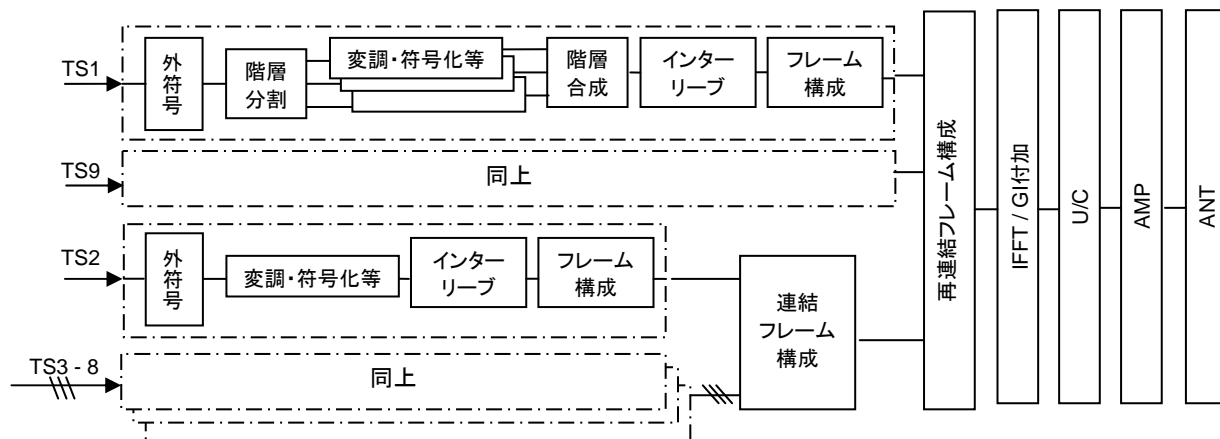 TS1
外符号
階層
分割
変調・符号化等
階層
合成
インター
リーブ
フレーム
構成
TS9
同上
TS2
外符号
変調・符号化等
インター
リーブ
フレーム
構成
TS3 - 8
同上
連結
フレーム
構成
再連結フレーム構成
IFFT / GI付加
U/C
AMP
ANT